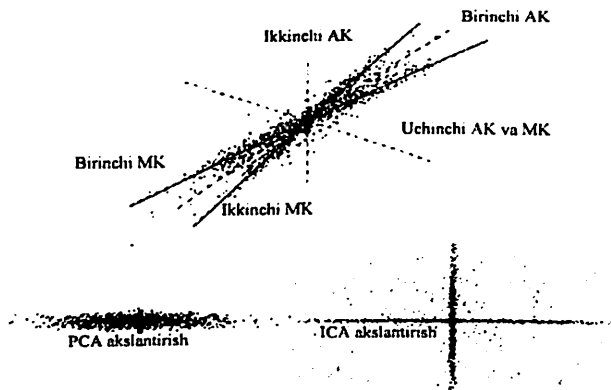 Ikkinchi AK
Birinchi AK
Uchinchi AK va MK
Birinchi MK
Ikkinchi MK
PCA akslantirish
ICA akslantirish